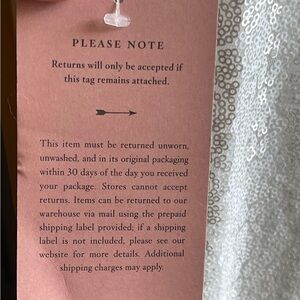 PLEASE NOTE
Returns will only be accepted if
this tag remains attached.
This item must be returned unworn,
unwashed, and in its original packaging
within 30 days of the day you received
your package. Stores cannot accept
returns. Items can be returned to our
warehouse via mail using the prepaid
shipping label provided; if a shipping
label is not included, please see our
website for more details. Additional
shipping charges may apply.